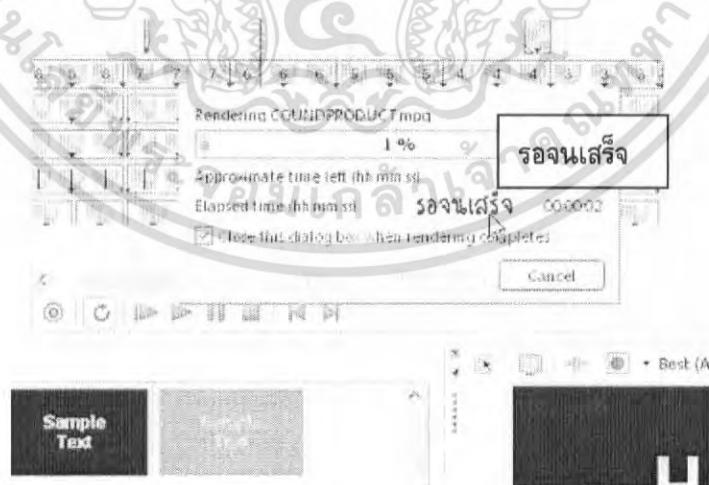 Rendering COUNDPRODUCT.mpg
1 %
รอจนเสร็จ
Approximate time left (hh:mm:ss)
Elapsed time (hh:mm:ss)
รอจนเสร็จ
00:00:02
Close this dialog box when rendering completes
Cancel
Best (A
Sample
Text
Sample
Text